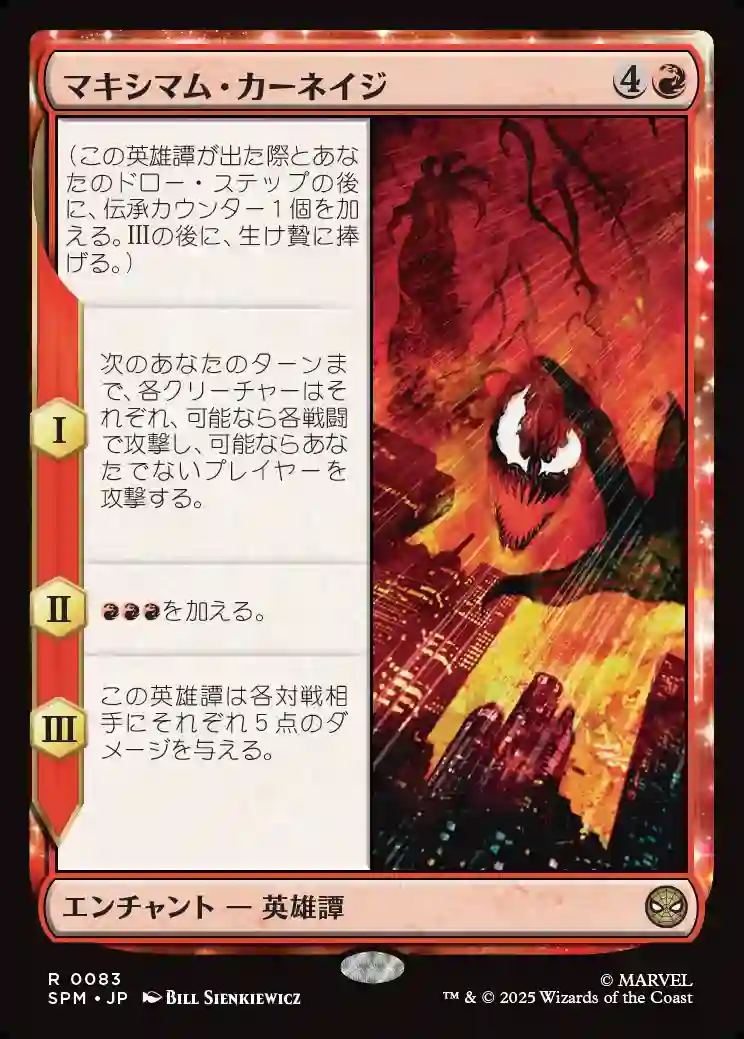 マキシマム・カーネイジ 4
（この英雄譚が出た際とあな
たのドロー・ステップの後
に、伝承カウンター１個を加
える。Ⅲの後に、生け贄に捧
げる。）
I
次のあなたのターンま
で、各クリーチャーはそ
れぞれ、可能なら各戦闘
で攻撃し、可能ならあな
たでないプレイヤーを
攻撃する。
II
を加える。
III
この英雄譚は各対戦相
手にそれぞれ５点のダ
メージを与える。
エンチャント — 英雄譚
R 0083
SPM • JP BILL SIENKIEWICZ
© MARVEL
™ & © 2025 Wizards of the Coast